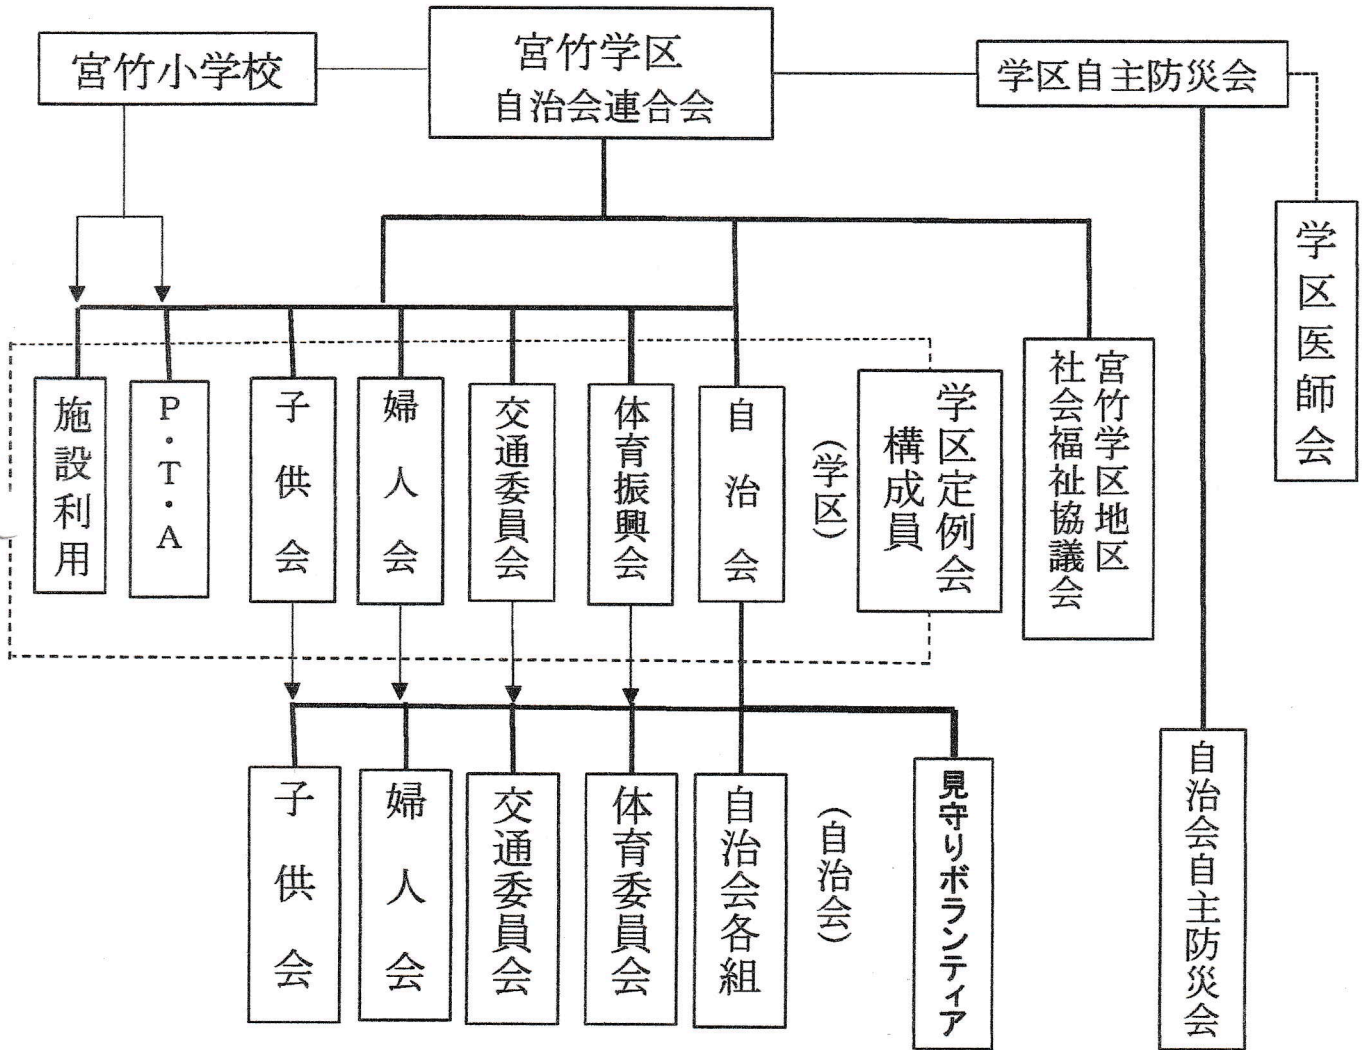 宮竹小学校
宮竹学区
自治会連合会
学区自主防災会
学区医師会
施設利用
P・T・A
子供会
婦人会
交通委員会
体育振興会
自治会
(学区)
学区定例会
構成員
宮竹学区地区
社会福祉協議会
子供会
婦人会
交通委員会
体育委員会
自治会各組
(自治会)
見守りボランティア
自治会自主防災会